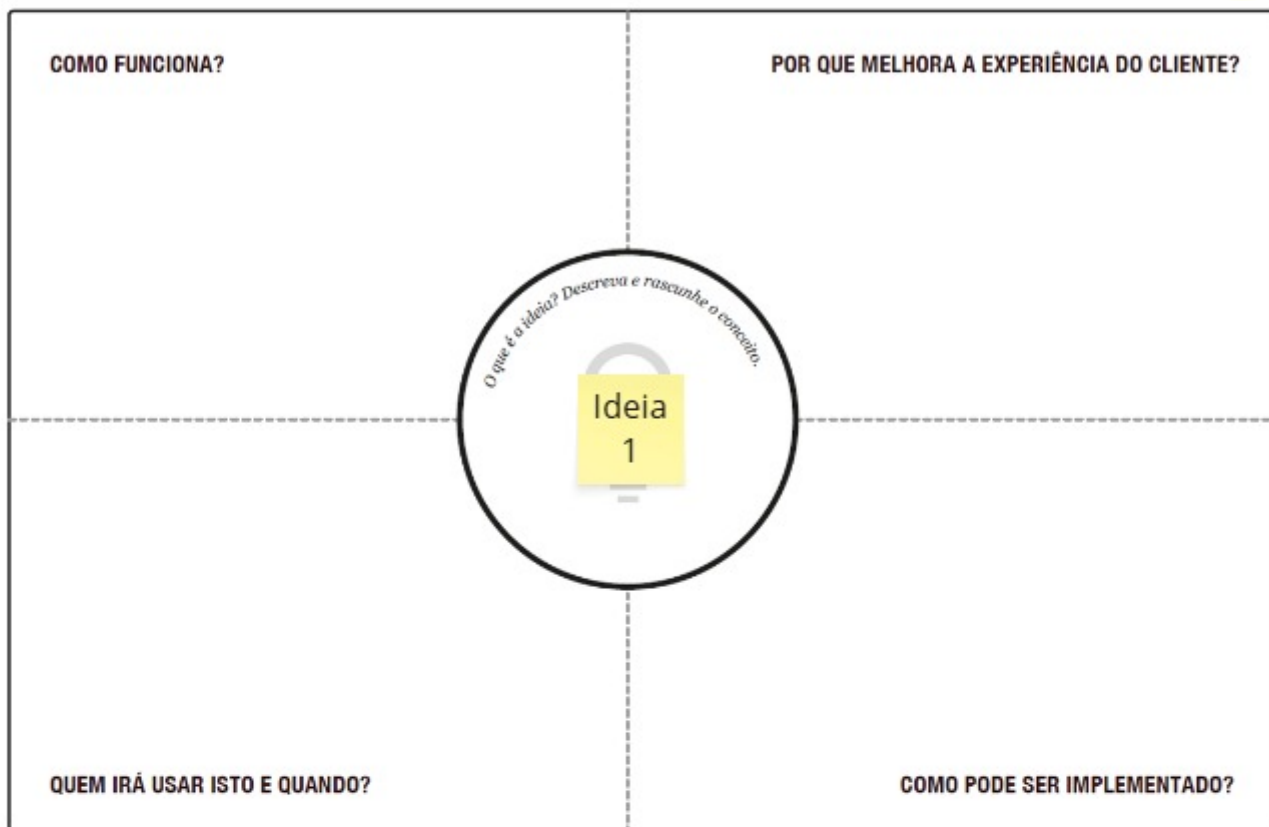 COMO FUNCIONA?
POR QUE MELHORA A EXPERIÊNCIA DO CLIENTE?
O que é a ideia? Descreva e rascunhe o conceito.
Ideia
1
QUEM IRÁ USAR ISTO E QUANDO?
COMO PODE SER IMPLEMENTADO?